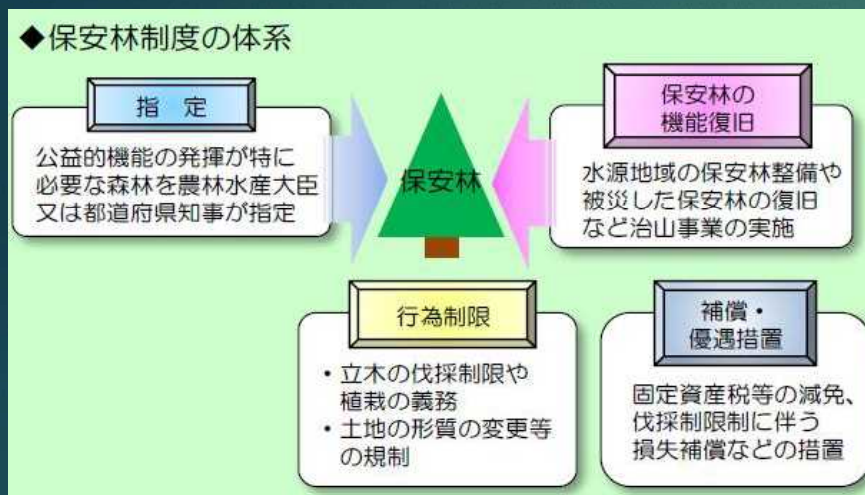 ◆保安林制度の体系
指 定
公益的機能の発揮が特に
必要な森林を農林水産大臣
又は都道府県知事が指定
保安林
保安林の
機能復旧
水源地域の保安林整備や
被災した保安林の復旧
など治山事業の実施
行為制限
・立木の伐採制限や
植栽の義務
・土地の形質の変更等
の規制
補償・
優遇措置
固定資産税等の減免、
伐採制限制に伴う
損失補償などの措置